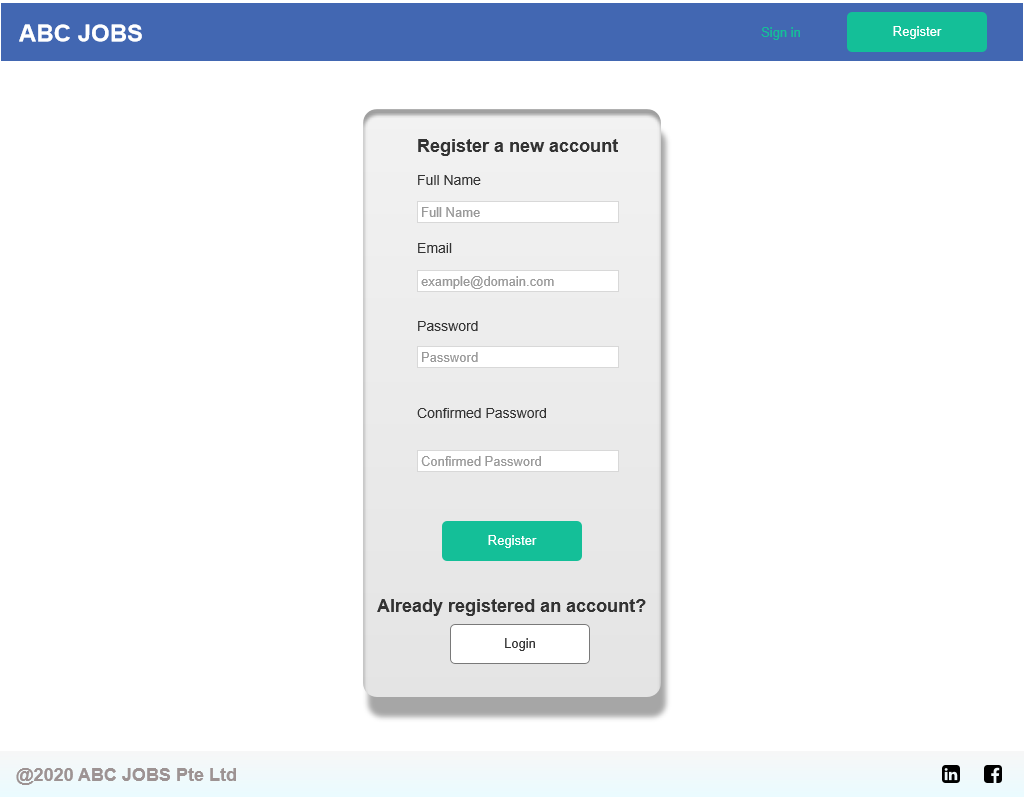 ABC JOBS
Sign in
Register
Register a new account
Full Name
Full Name
Email
example@domain.com
Password
Password
Confirmed Password
Confirmed Password
Register
Already registered an account?
Login
@2020 ABC JOBS Pte Ltd